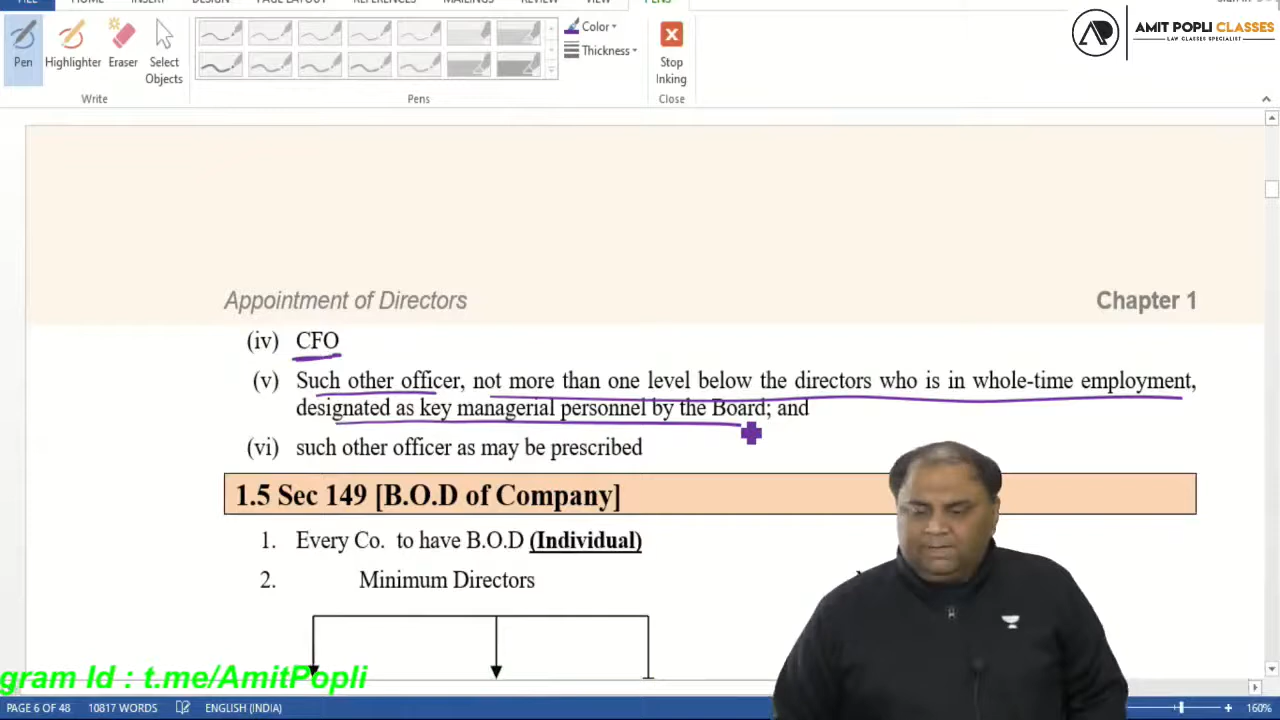 FILE HOME INSERT DESIGN PAGE LAYOUT REFERENCES MAILINGS REVIEW VIEW PENS
Pen Highlighter Eraser Select Objects
Color
Thickness
Stop Inking
Write Pens Close
AMIT POPLI CLASSES
LAW CLASSES SPECIALIST
Appointment of Directors Chapter 1
(iv) CFO
(v) Such other officer, not more than one level below the directors who is in whole-time employment,
designated as key managerial personnel by the Board; and
(vi) such other officer as may be prescribed
1.5 Sec 149 [B.O.D of Company]
1. Every Co. to have B.O.D (Individual)
2. Minimum Directors
gram Id : t.me/AmitPopli
PAGE 6 OF 48 10817 WORDS ENGLISH (INDIA) 160%